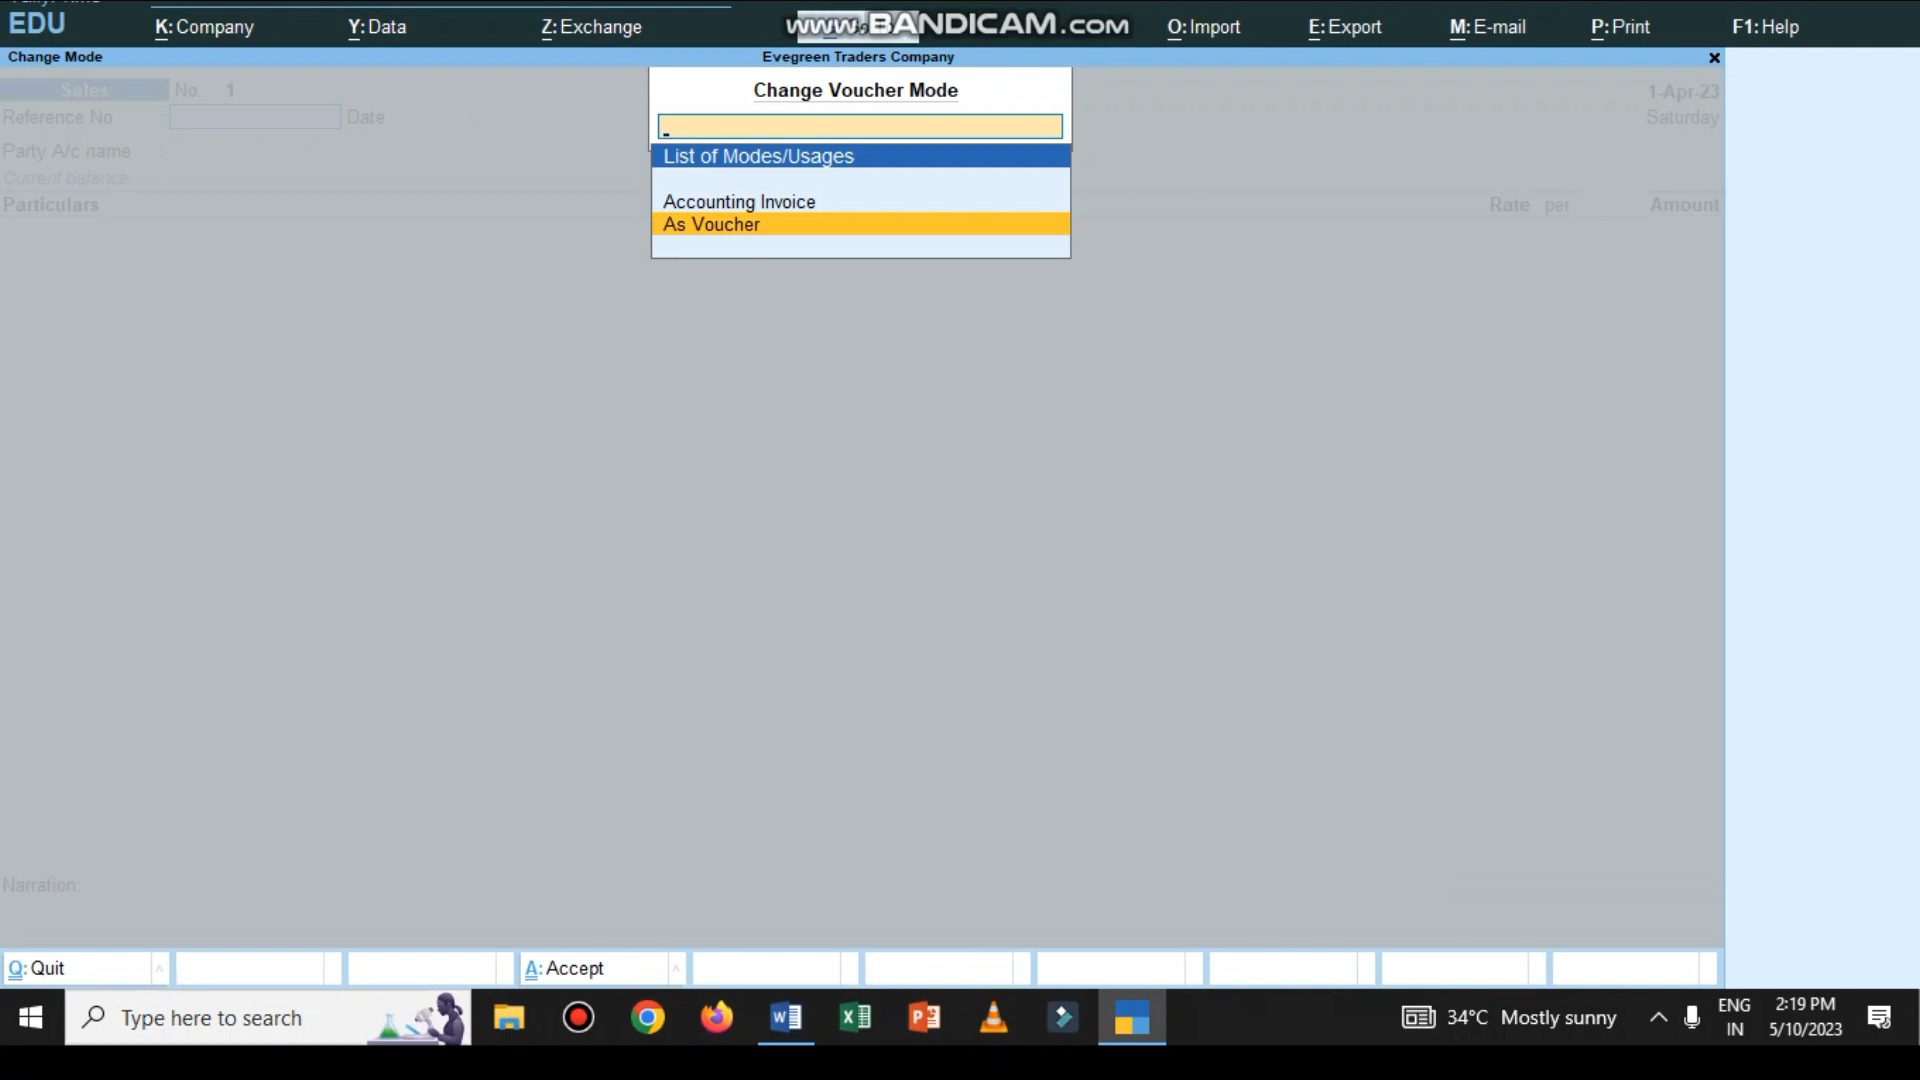 EDU
K: Company
Y: Data
Z: Exchange
www.BANDICAM.com
O: Import
E: Export
M: E-mail
P: Print
F1: Help
Change Mode
Evegreen Traders Company
Sales No. 1
1-Apr-23
Reference No : Date :
Saturday
Party A/c name :
Current balance
Particulars
Rate per Amount
Change Voucher Mode
List of Modes/Usages
Accounting Invoice
As Voucher
Narration:
Q: Quit
A: Accept
Type here to search
34°C Mostly sunny
ENG
IN
2:19 PM
5/10/2023